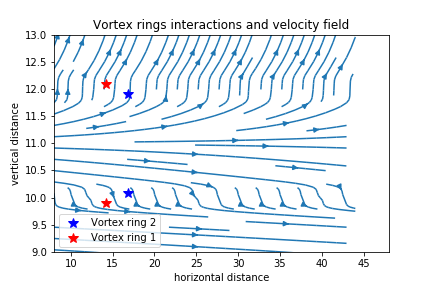 Vortex rings interactions and velocity field
13.0
12.5
12.0
11.5
11.0
10.5
10.0
9.5
9.0
vertical distance
Vortex ring 2
Vortex ring 1
10 15 20 25 30 35 40 45
horizontal distance